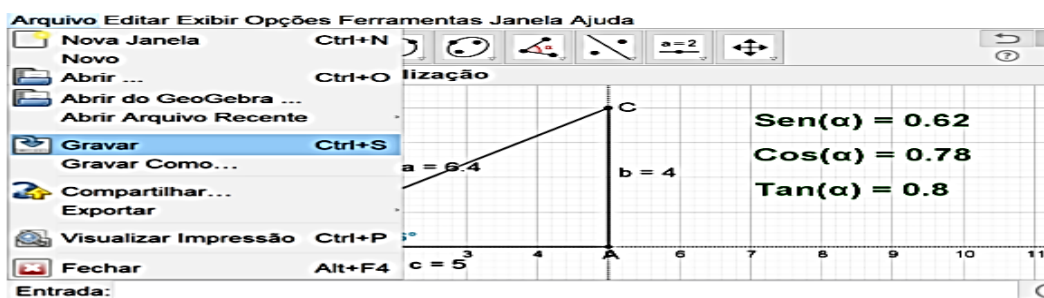 Arquivo Editar Exibir Opções Ferramentas Janela Ajuda
Nova Janela Ctrl+N
Novo
Abrir ... Ctrl+O
Abrir do GeoGebra ...
Abrir Arquivo Recente
Gravar Ctrl+S
Gravar Como...
Compartilhar...
Exportar
Visualizar Impressão Ctrl+P
Fechar Alt+F4
Entrada:
a=2
lização
C
a = 6.4
b = 4
c = 5
Sen(α) = 0.62
Cos(α) = 0.78
Tan(α) = 0.8
3 4 A 6 7 8 9 10 11